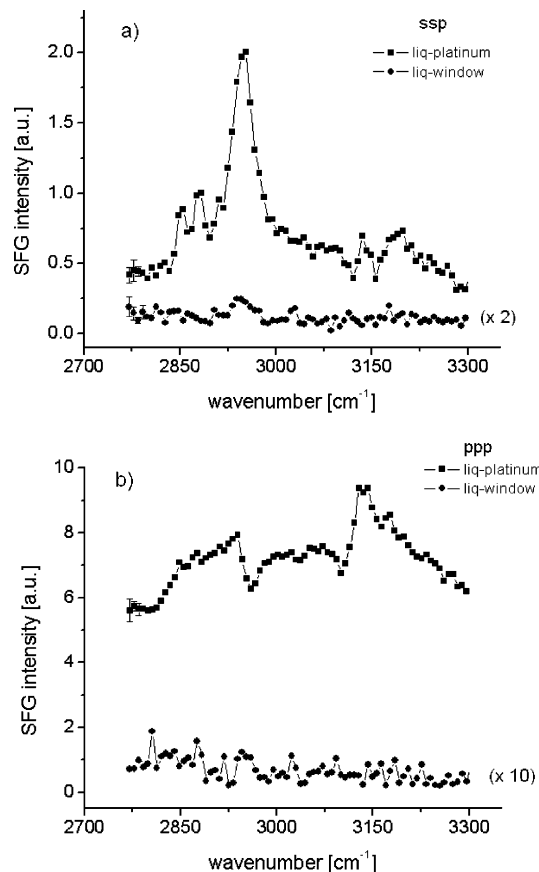 a)
ssp
liq-platinum
liq-window
SFG intensity [a.u.]
2.0
1.5
1.0
0.5
0.0
(x 2)
2700 2850 3000 3150 3300
wavenumber [cm⁻¹]
b)
ppp
liq-platinum
liq-window
SFG intensity [a.u.]
10
8
6
4
2
0
(x 10)
2700 2850 3000 3150 3300
wavenumber [cm⁻¹]